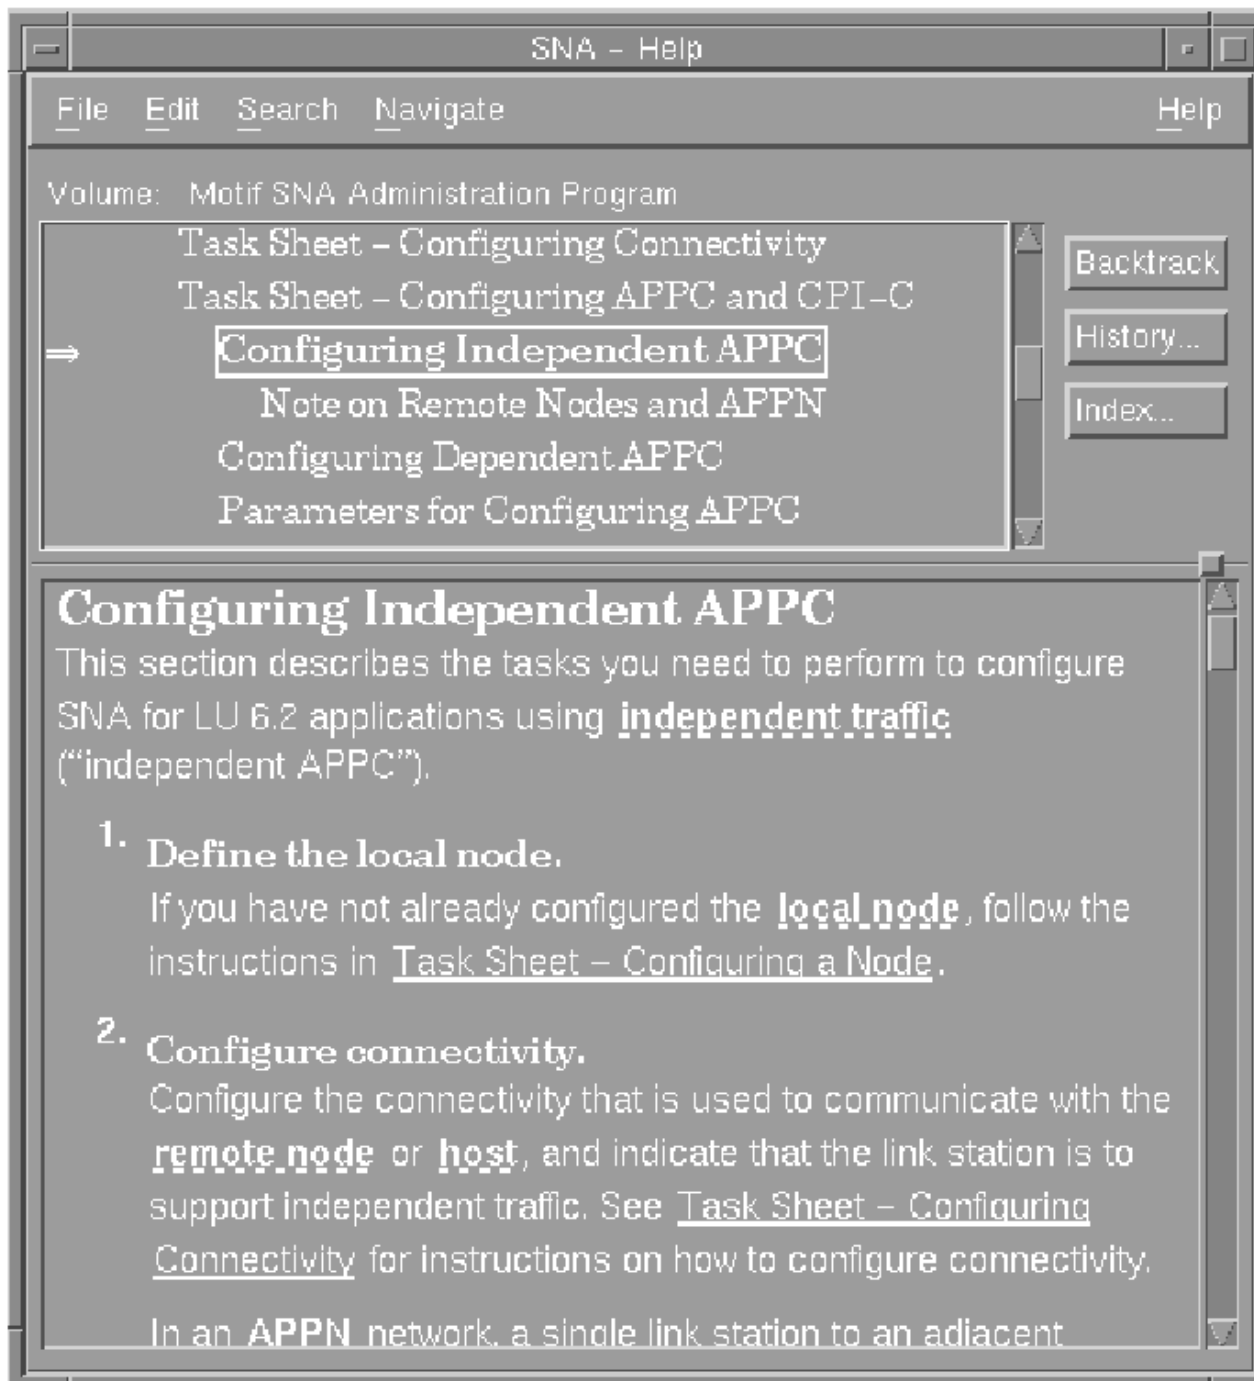 SNA – Help
File Edit Search Navigate Help
Volume: Motif SNA Administration Program
Task Sheet – Configuring Connectivity
Task Sheet – Configuring APPC and CPI–C
⇒ Configuring Independent APPC
Note on Remote Nodes and APPN
Configuring Dependent APPC
Parameters for Configuring APPC
Backtrack
History...
Index...
Configuring Independent APPC
This section describes the tasks you need to perform to configure
SNA for LU 6.2 applications using independent traffic
(“independent APPC”).
1. Define the local node.
If you have not already configured the local node, follow the
instructions in Task Sheet – Configuring a Node.
2. Configure connectivity.
Configure the connectivity that is used to communicate with the
remote node or host, and indicate that the link station is to
support independent traffic. See Task Sheet – Configuring
Connectivity for instructions on how to configure connectivity.
In an APPN network, a single link station to an adjacent